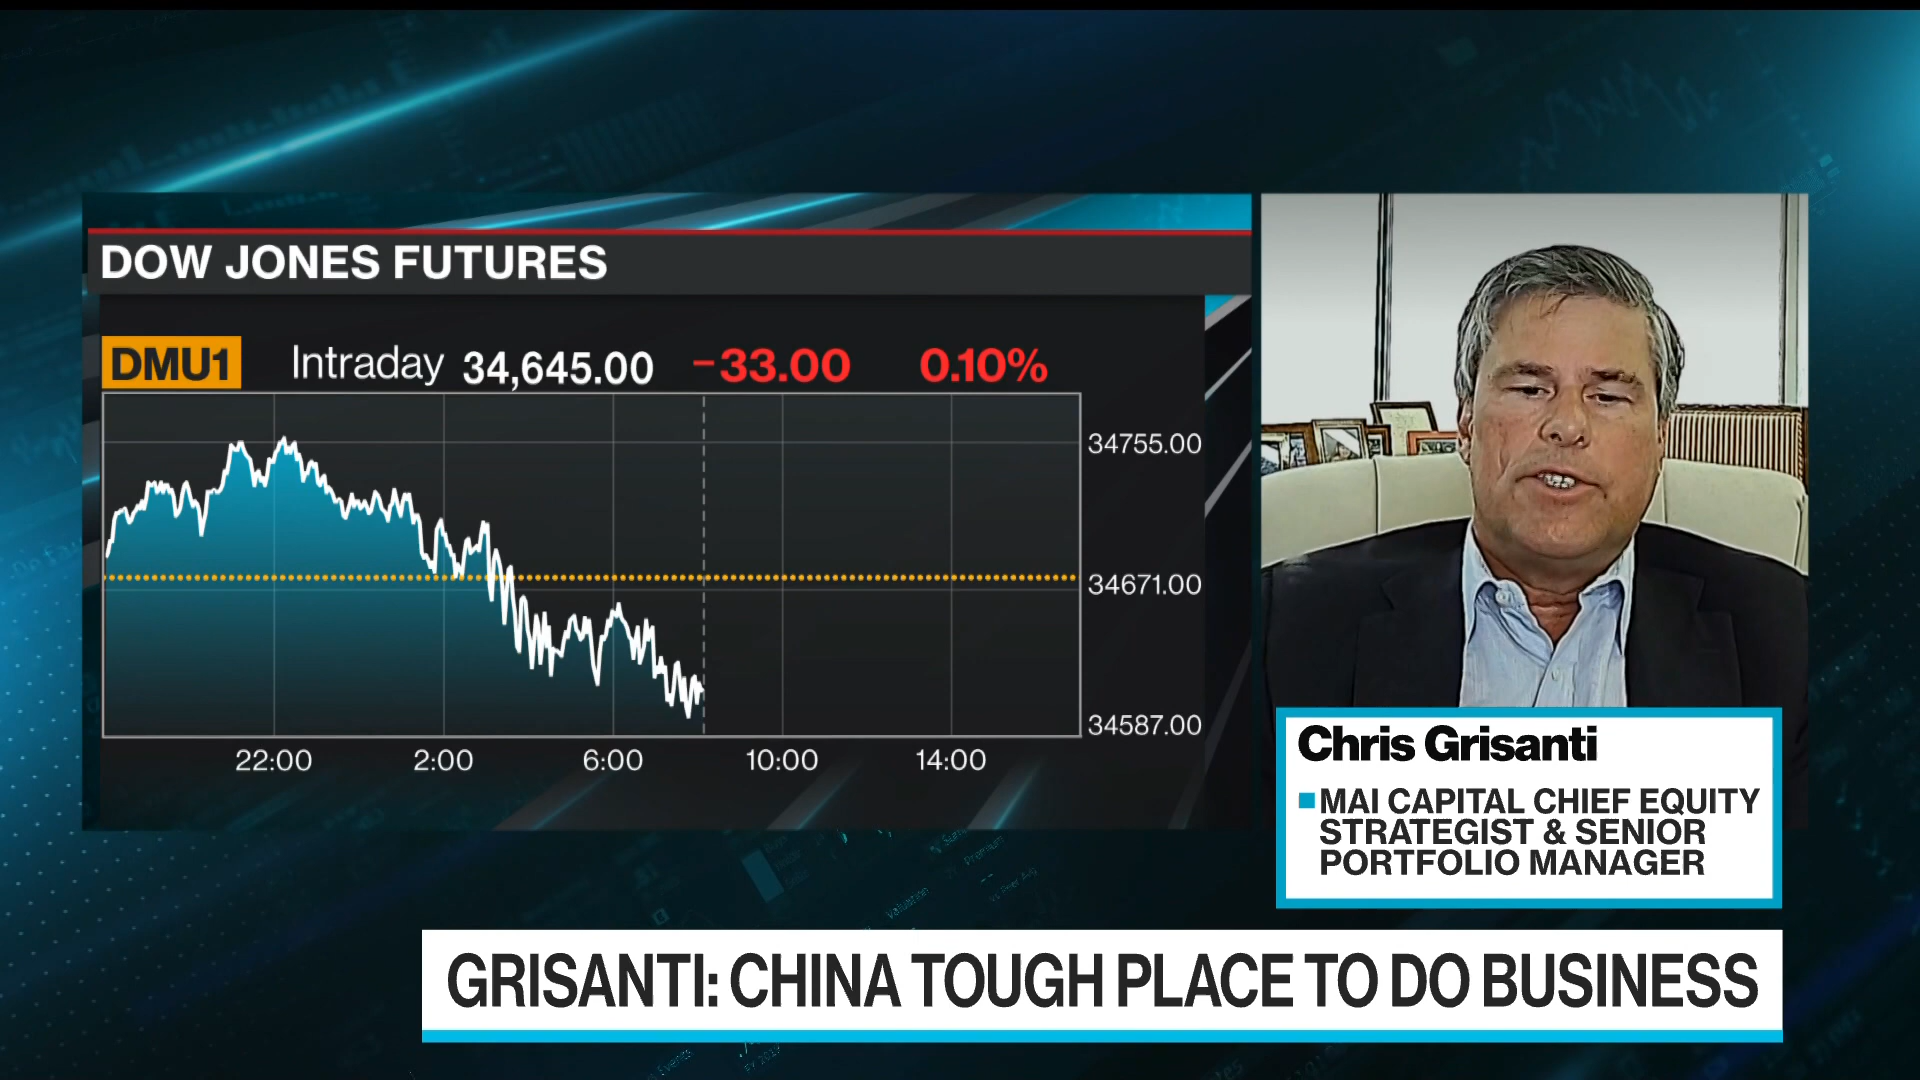 DOW JONES FUTURES
DMU1 Intraday 34,645.00 -33.00 0.10%
34755.00
34671.00
34587.00
22:00 2:00 6:00 10:00 14:00
Chris Grisanti
MAI CAPITAL CHIEF EQUITY
STRATEGIST & SENIOR
PORTFOLIO MANAGER
GRISANTI: CHINA TOUGH PLACE TO DO BUSINESS
Valuation
Premium